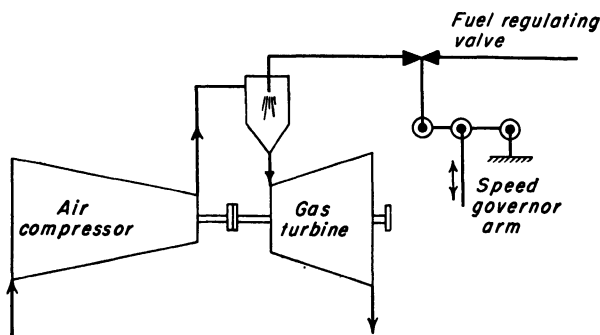 Fuel regulating
valve
Air
compressor
Gas
turbine
Speed
governor
arm